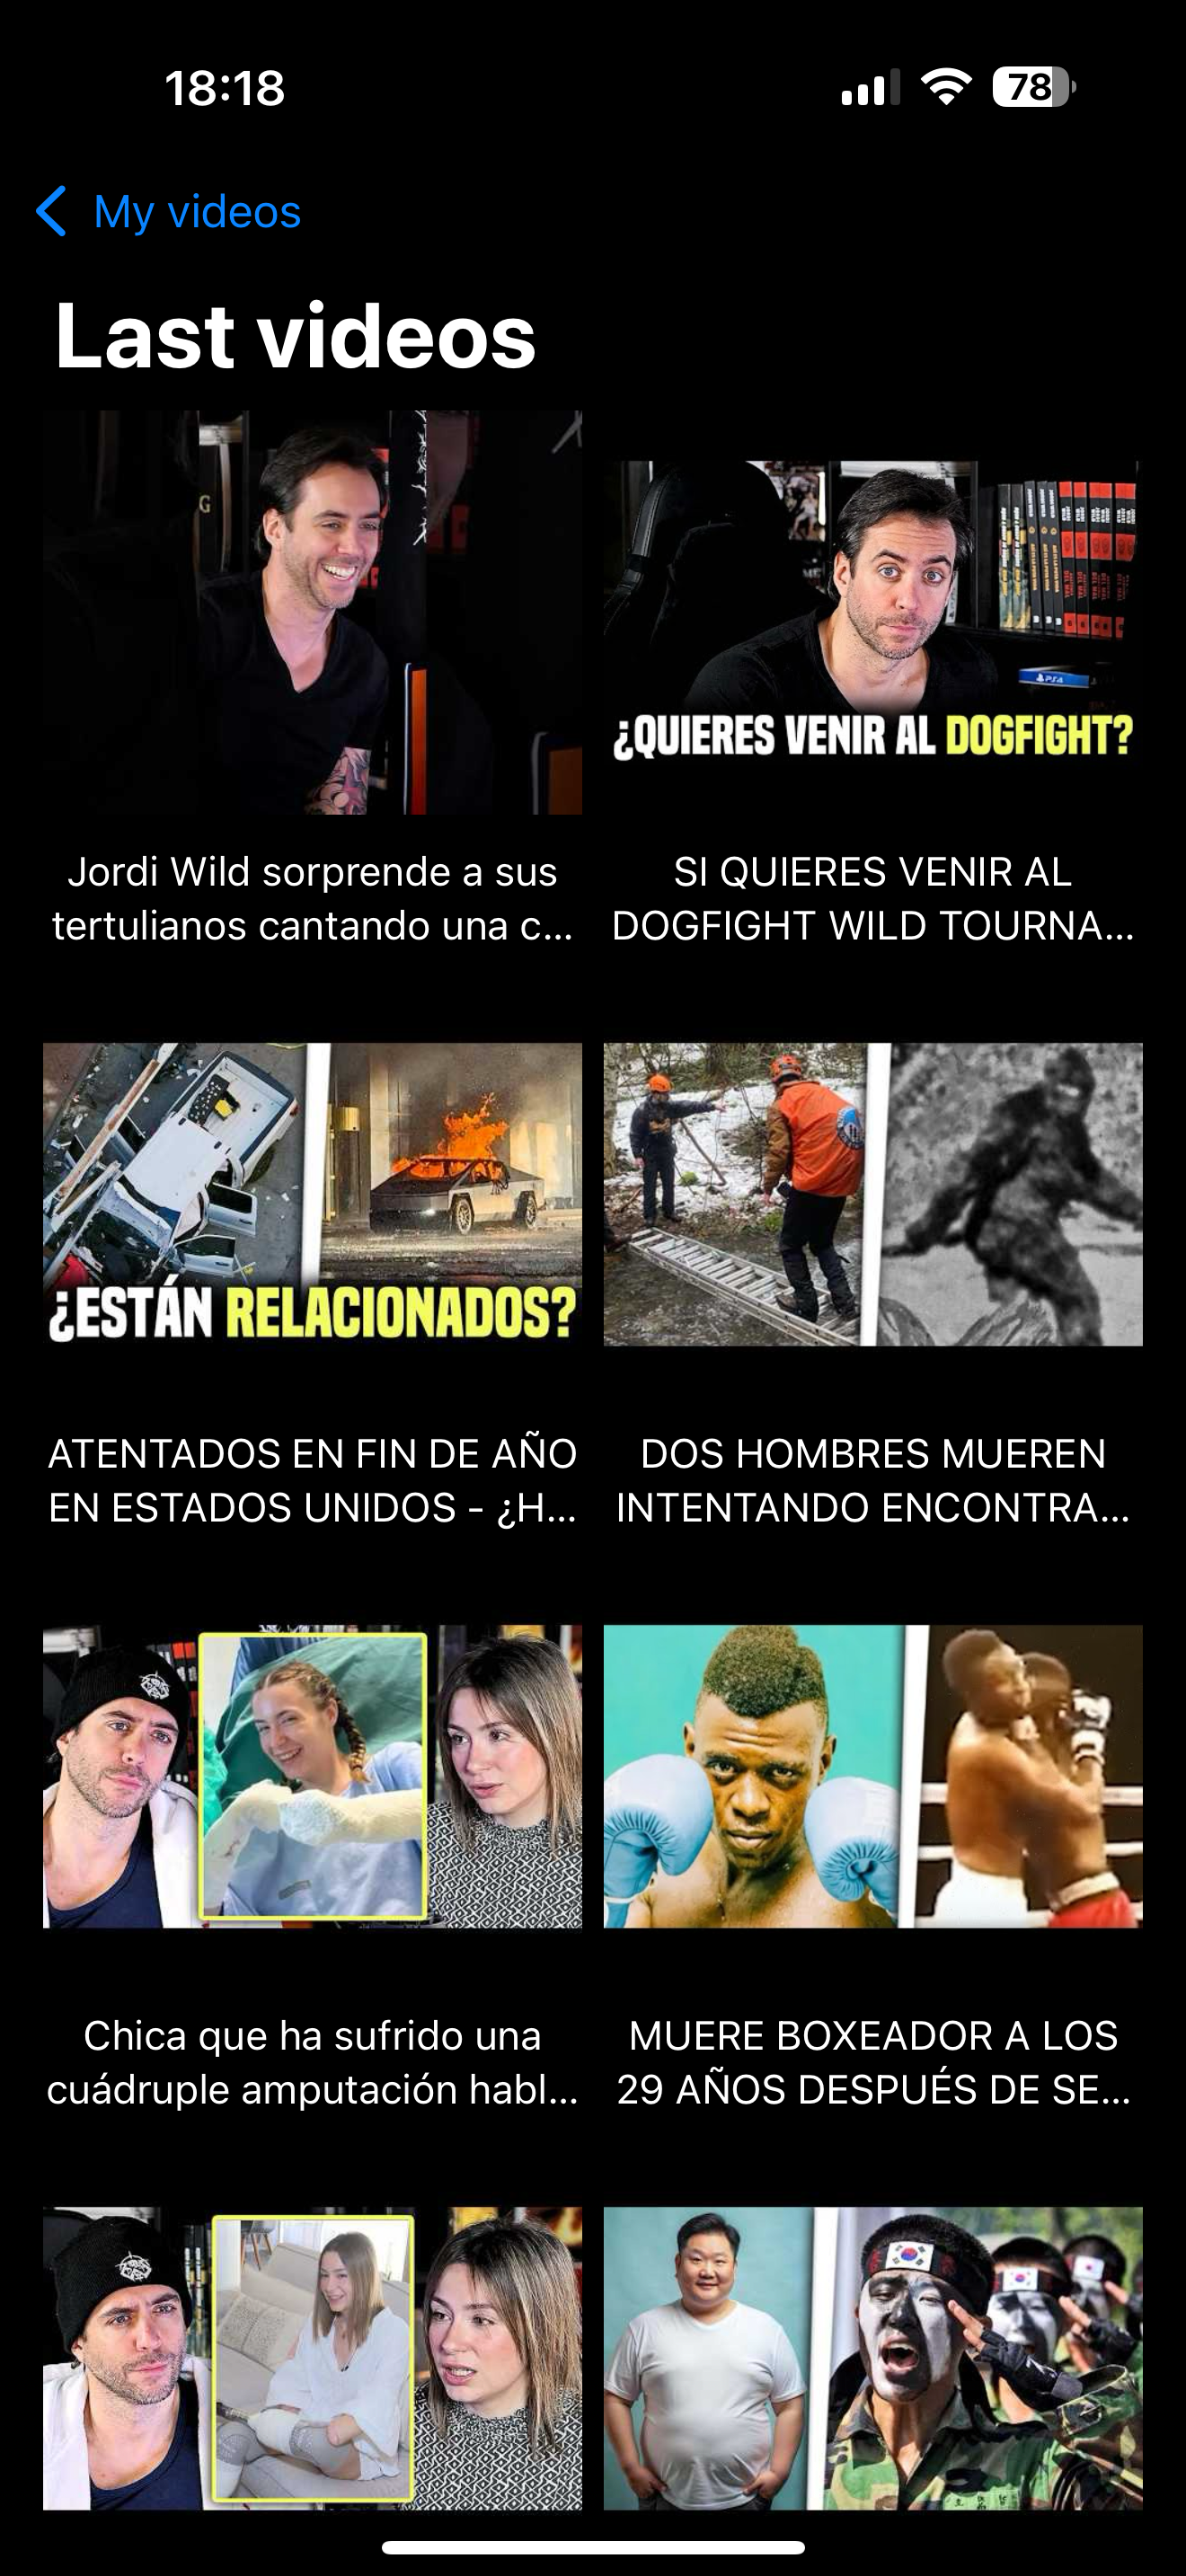 18:18
78
My videos
Last videos
G
PS4
¿QUIERES VENIR AL DOGFIGHT?
Jordi Wild sorprende a sus
tertulianos cantando una c...
SI QUIERES VENIR AL
DOGFIGHT WILD TOURNA...
¿ESTÁN RELACIONADOS?
ATENTADOS EN FIN DE AÑO
EN ESTADOS UNIDOS - ¿H...
DOS HOMBRES MUEREN
INTENTANDO ENCONTRA...
Chica que ha sufrido una
cuádruple amputación habl...
MUERE BOXEADOR A LOS
29 AÑOS DESPUÉS DE SE...